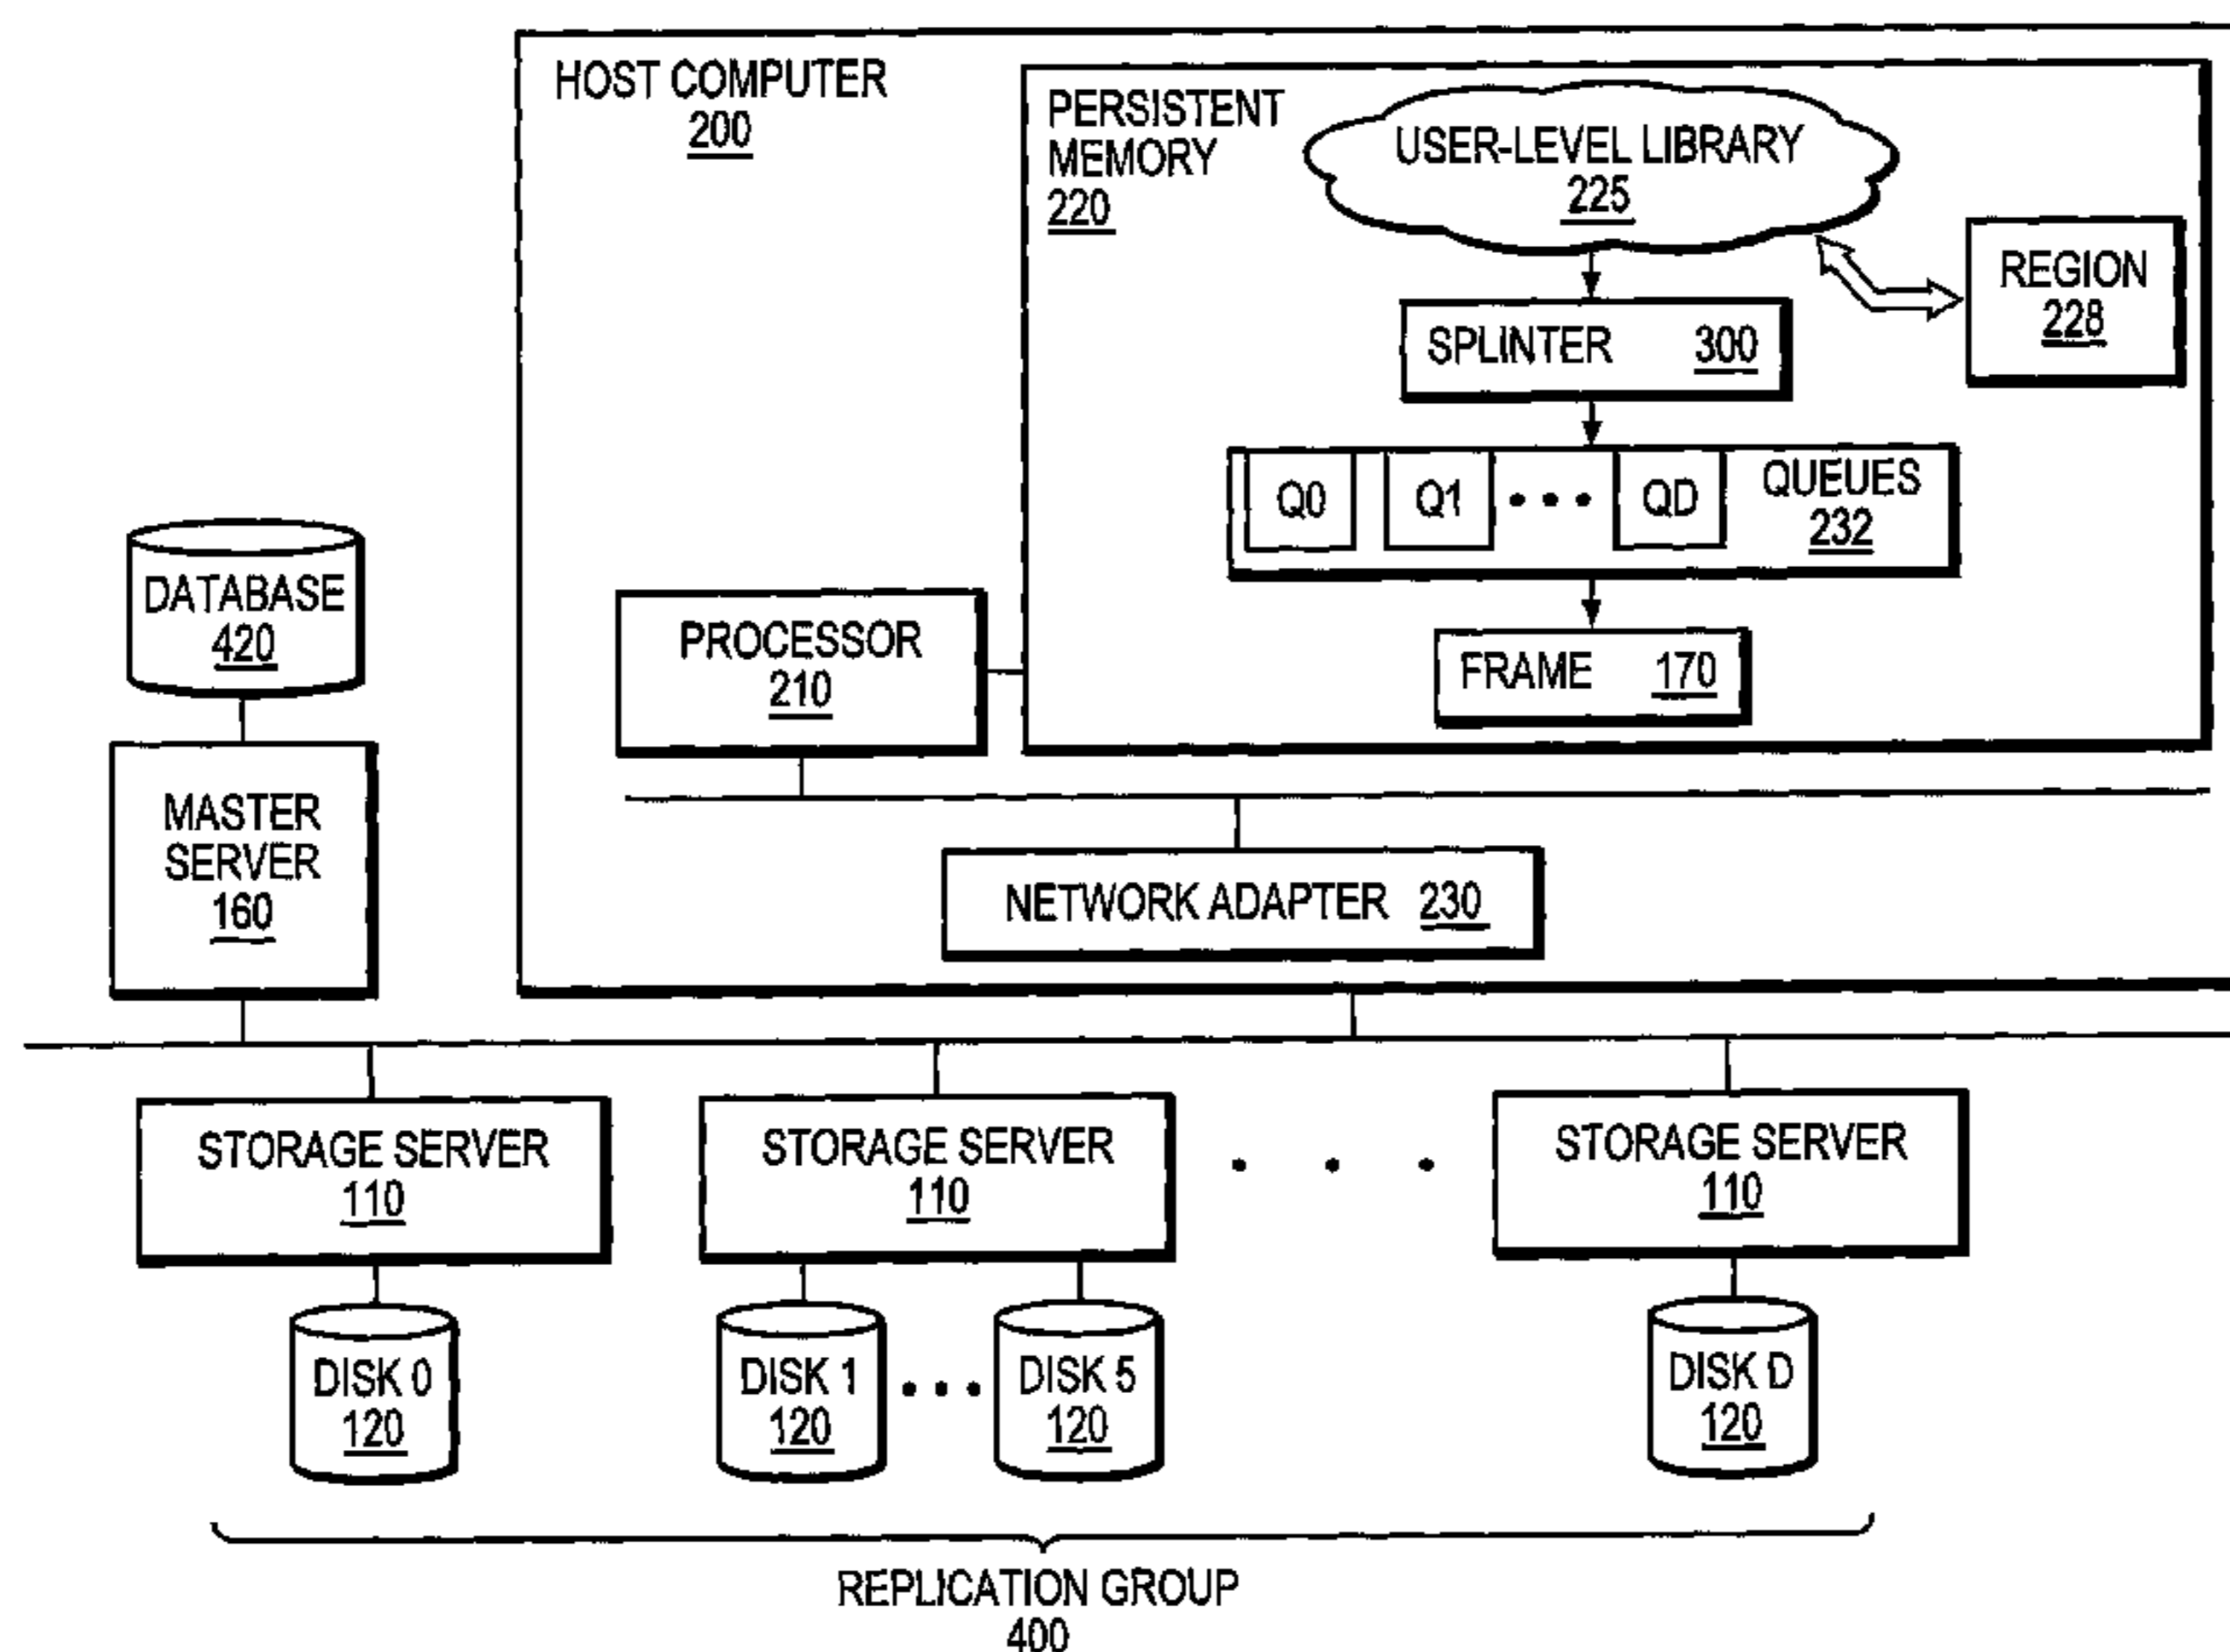 HOST COMPUTER
200
PERSISTENT
MEMORY
220
USER-LEVEL LIBRARY
225
REGION
228
SPLINTER 300
Q0 Q1 QD QUEUES
232
FRAME 170
PROCESSOR
210
DATABASE
420
MASTER
SERVER
160
NETWORK ADAPTER 230
STORAGE SERVER
110
STORAGE SERVER
110
STORAGE SERVER
110
DISK 0
120
DISK 1
120
DISK 5
120
DISK D
120
REPLICATION GROUP
400